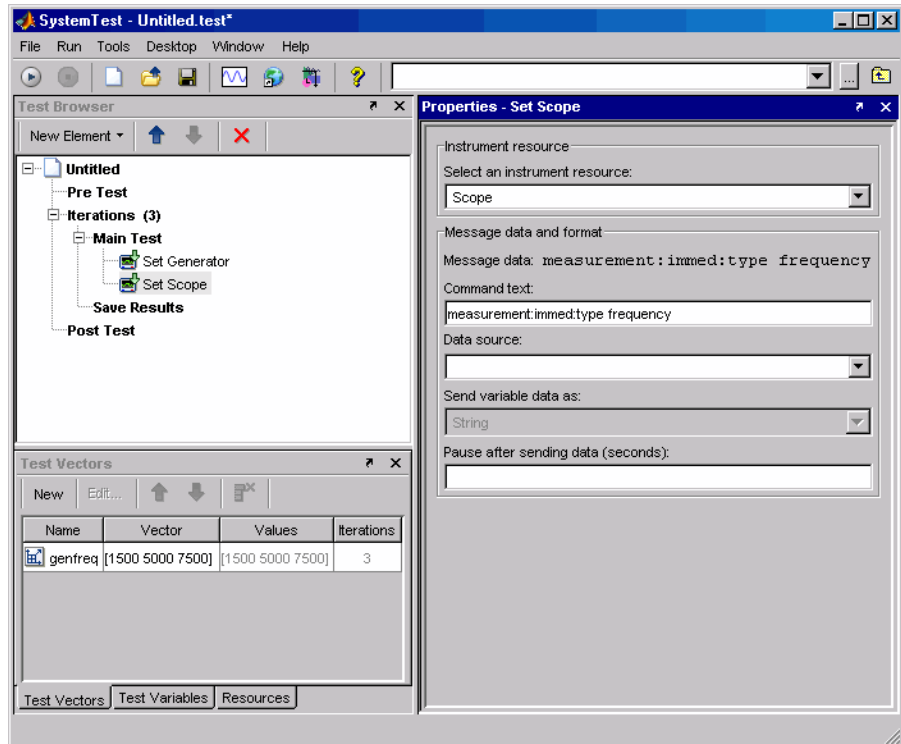 SystemTest - Untitled.test*
File Run Tools Desktop Window Help
...
Test Browser
New Element
Untitled
Pre Test
Iterations (3)
Main Test
Set Generator
Set Scope
Save Results
Post Test
Test Vectors
New Edit...
Name Vector Values Iterations
genfreq [1500 5000 7500] [1500 5000 7500] 3
Test Vectors Test Variables Resources
Properties - Set Scope
Instrument resource
Select an instrument resource:
Scope
Message data and format
Message data: measurement:immed:type frequency
Command text:
measurement:immed:type frequency
Data source:
Send variable data as:
String
Pause after sending data (seconds):